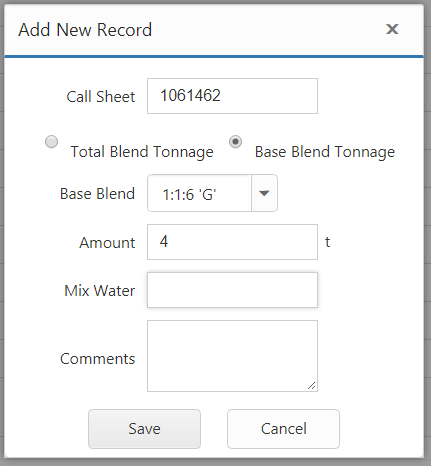 Add New Record ×
Call Sheet 1061462
Total Blend Tonnage Base Blend Tonnage
Base Blend 1:1:6 'G'
Amount 4 t
Mix Water
Comments
Save Cancel